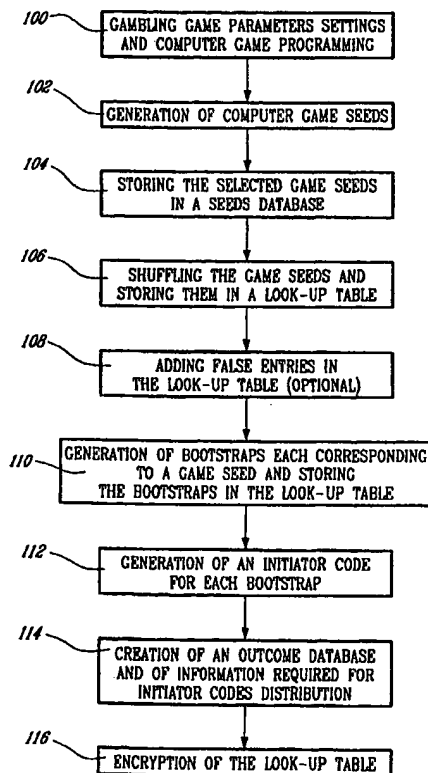 100
GAMBLING GAME PARAMETERS SETTINGS
AND COMPUTER GAME PROGRAMMING
102
GENERATION OF COMPUTER GAME SEEDS
104
STORING THE SELECTED GAME SEEDS
IN A SEEDS DATABASE
106
SHUFFLING THE GAME SEEDS AND
STORING THEM IN A LOOK-UP TABLE
108
ADDING FALSE ENTRIES IN
THE LOOK-UP TABLE (OPTIONAL)
110
GENERATION OF BOOTSTRAPS EACH CORRESPONDING
TO A GAME SEED AND STORING
THE BOOTSTRAPS IN THE LOOK-UP TABLE
112
GENERATION OF AN INITIATOR CODE
FOR EACH BOOTSTRAP
114
CREATION OF AN OUTCOME DATABASE
AND OF INFORMATION REQUIRED FOR
INITIATOR CODES DISTRIBUTION
116
ENCRYPTION OF THE LOOK-UP TABLE